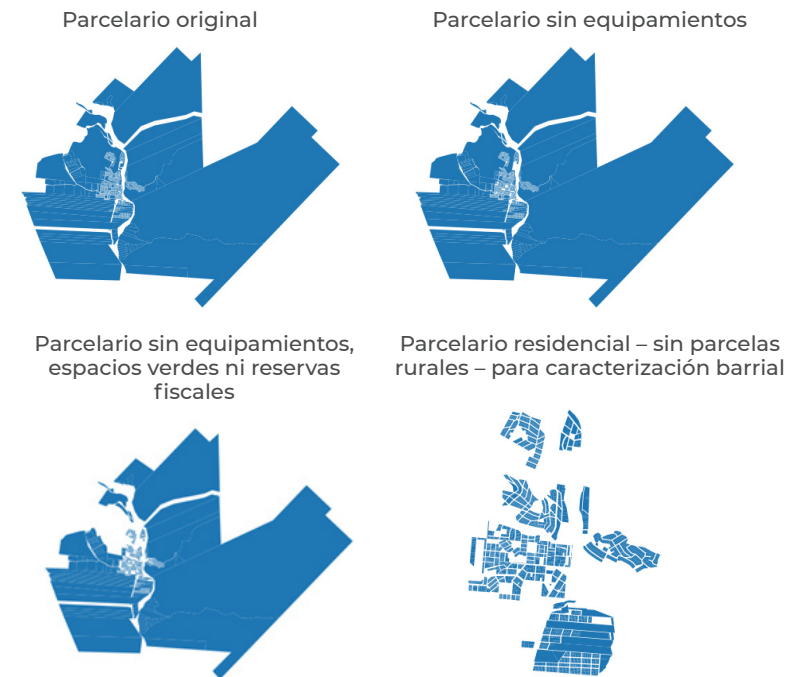 Parcelario original
Parcelario sin equipamientos
Parcelario sin equipamientos,
espacios verdes ni reservas
fiscales
Parcelario residencial – sin parcelas
rurales – para caracterización barrial